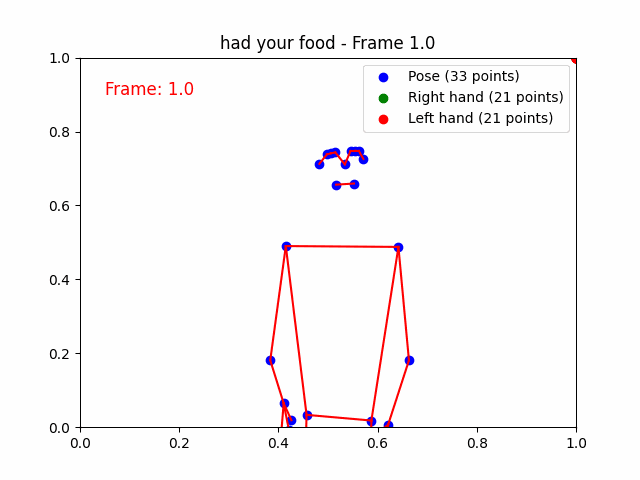 had your food - Frame 1.0
Frame: 1.0
Pose (33 points)
Right hand (21 points)
Left hand (21 points)
1.0
0.8
0.6
0.4
0.2
0.0
0.0 0.2 0.4 0.6 0.8 1.0